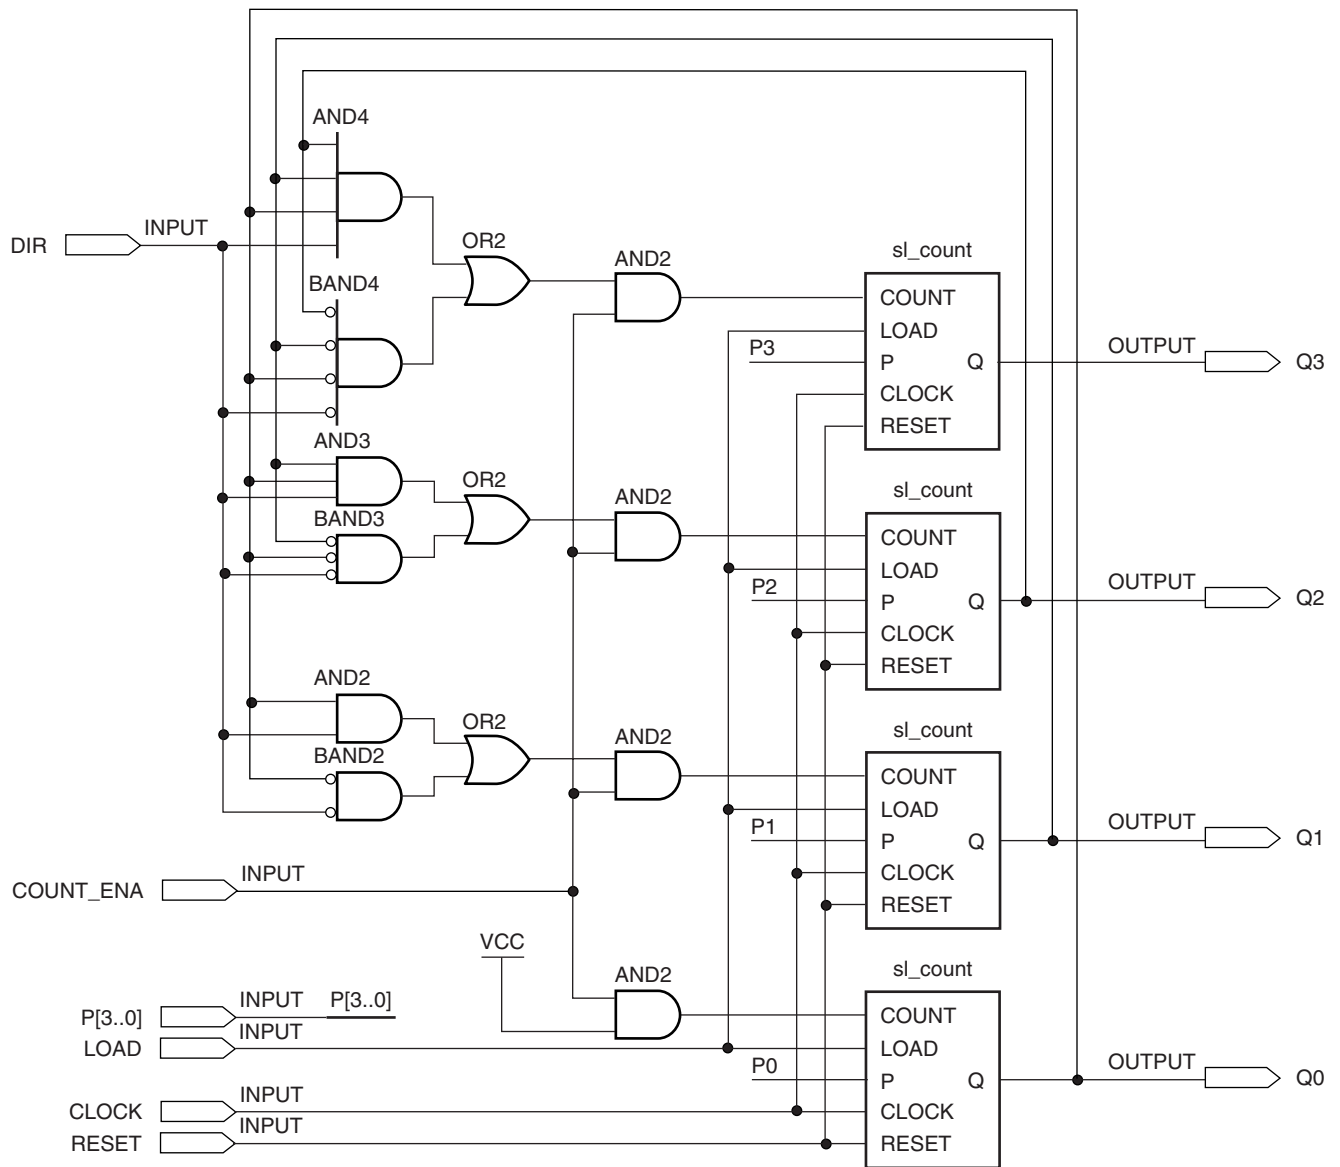 AND4
DIR
INPUT
OR2
AND2
sl_count
BAND4
COUNT
LOAD
P3
P
Q
OUTPUT
Q3
CLOCK
RESET
AND3
OR2
AND2
sl_count
BAND3
COUNT
LOAD
P2
P
Q
OUTPUT
Q2
CLOCK
RESET
AND2
OR2
AND2
sl_count
BAND2
COUNT
LOAD
P1
P
Q
OUTPUT
Q1
CLOCK
RESET
COUNT_ENA
INPUT
VCC
AND2
sl_count
P[3..0]
INPUT
P[3..0]
COUNT
LOAD
INPUT
LOAD
P0
P
Q
OUTPUT
Q0
CLOCK
INPUT
CLOCK
RESET
INPUT
RESET